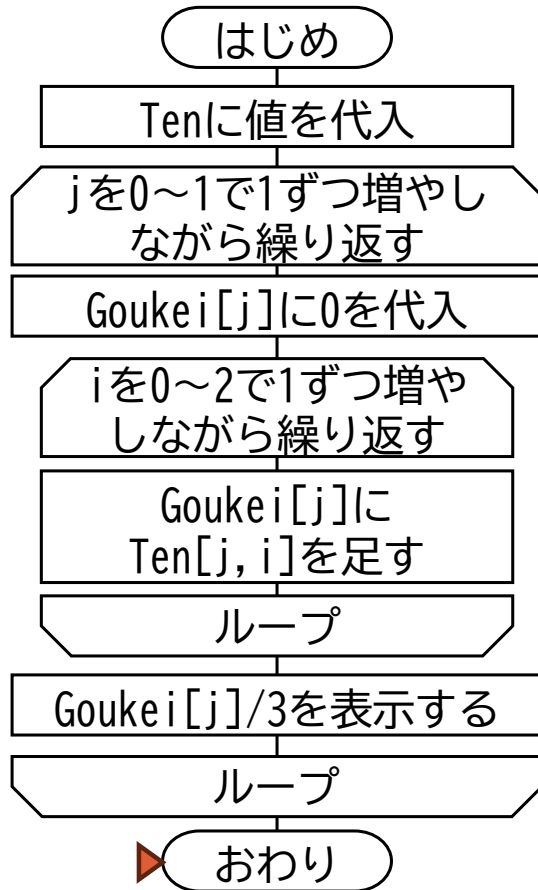 はじめ
Tenに値を代入
jを0～1で1ずつ増やし
ながら繰り返す
Goukei[j]に0を代入
iを0～2で1ずつ増や
しながら繰り返す
Goukei[j]に
Ten[j,i]を足す
ループ
Goukei[j]/3を表示する
ループ
おわり